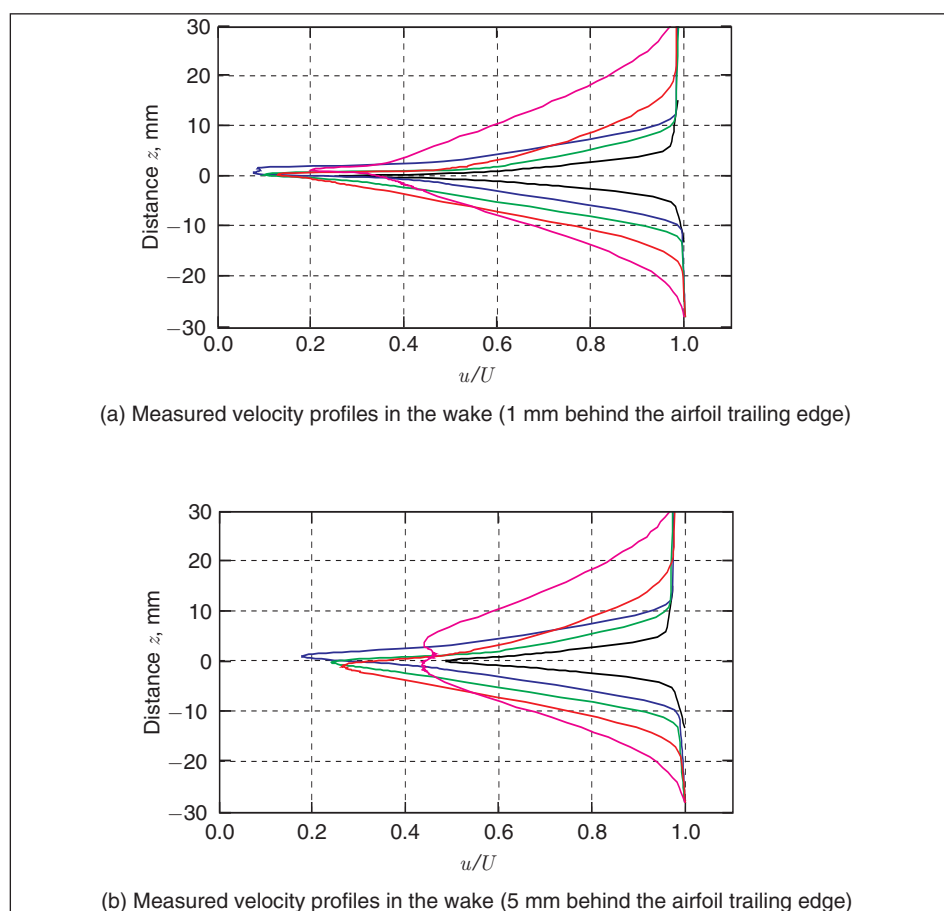 30
20
10
0
−10
−20
−30
Distance z, mm
0.0 0.2 0.4 0.6 0.8 1.0
u/U
(a) Measured velocity profiles in the wake (1 mm behind the airfoil trailing edge)
30
20
10
0
−10
−20
−30
Distance z, mm
0.0 0.2 0.4 0.6 0.8 1.0
u/U
(b) Measured velocity profiles in the wake (5 mm behind the airfoil trailing edge)